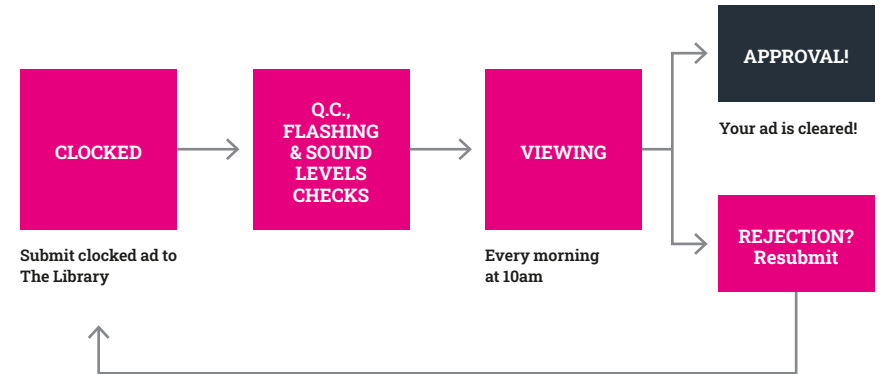 CLOCKED
Submit clocked ad to
The Library
Q.C.,
FLASHING
& SOUND
LEVELS
CHECKS
VIEWING
Every morning
at 10am
APPROVAL!
Your ad is cleared!
REJECTION?
Resubmit